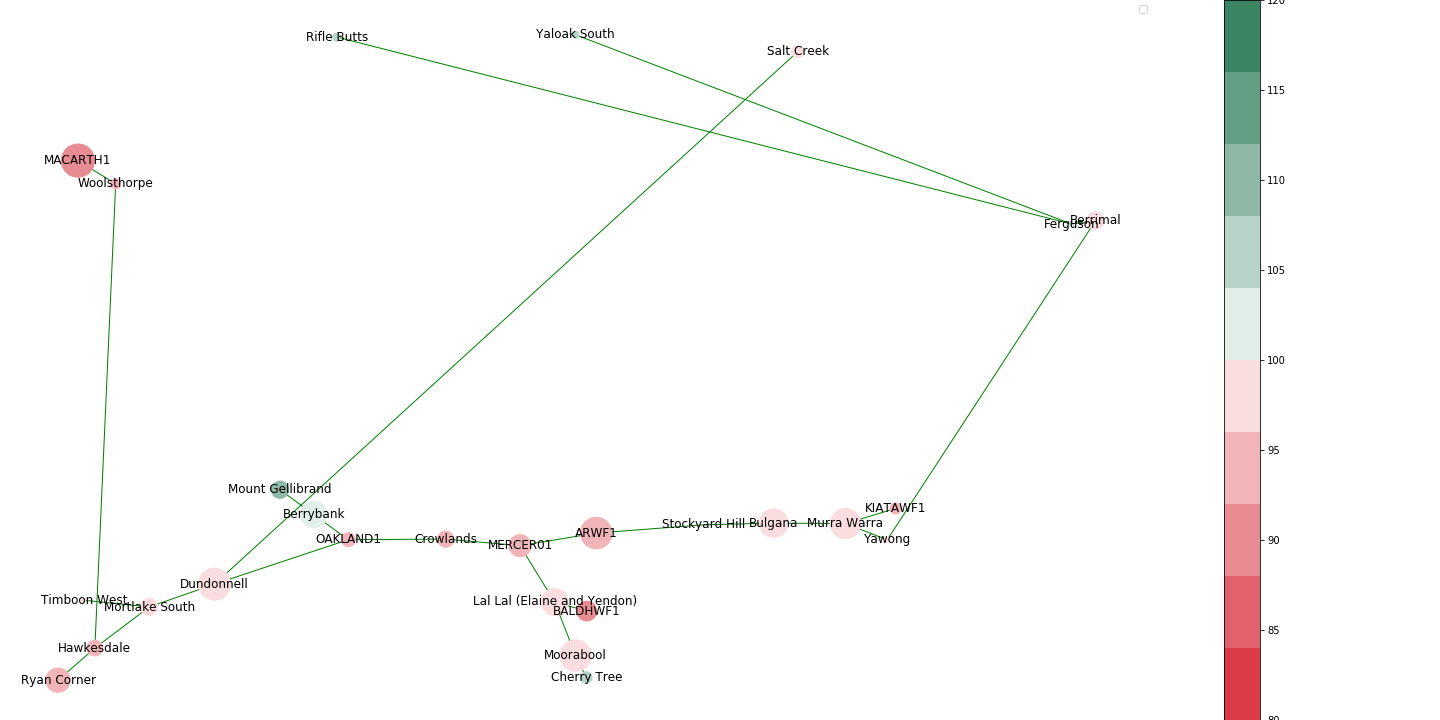 120
Yaloak South
Rifle Butts
Salt Creek
115
MACARTH1
Woolsthorpe
110
Berrimal
Ferguson
105
100
95
Mount Gellibrand
KIATAWF1
Berrybank
Stockyard Hill
Bulgana
Murra Warra
ARWF1
OAKLAND1
Crowlands
Yawong
90
MERCER01
Dundonnell
Timboon West
Lal Lal (Elaine and Yendon)
Mortlake South
BALDHWF1
85
Hawkesdale
Moorabool
Cherry Tree
Ryan Corner
80